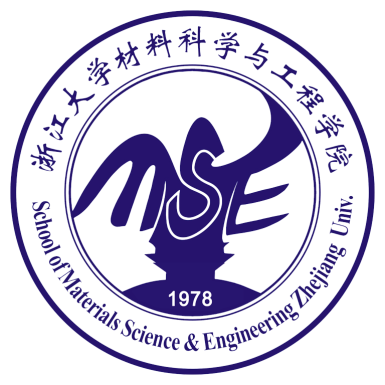 浙江大学材料科学与工程学院
MSE
1978
School of Materials Science & Engineering Zhejiang Univ.